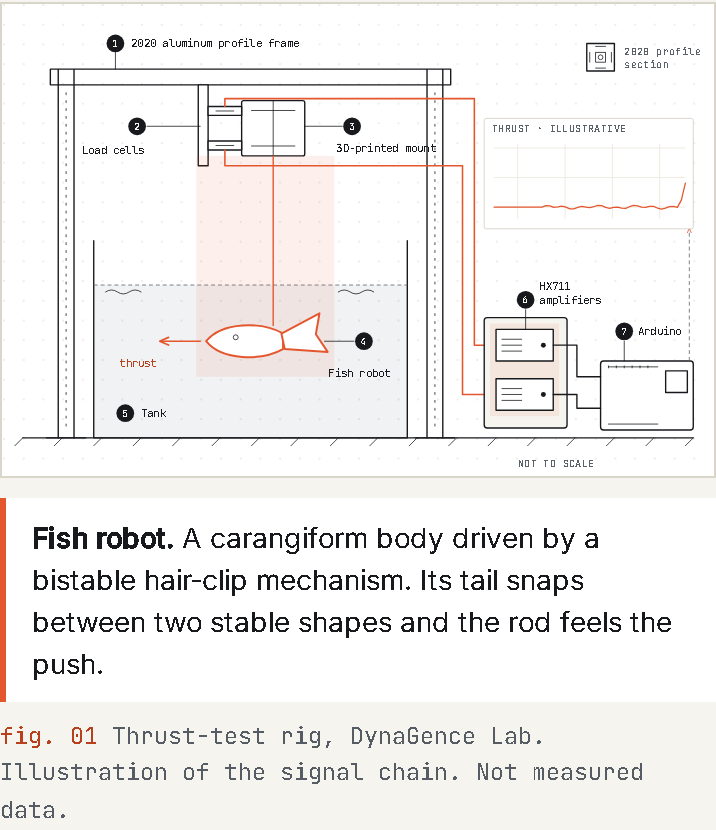 1 2020 aluminum profile frame
2020 profile
section
THRUST · ILLUSTRATIVE
2
3
Load cells
3D-printed mount
HX711
6 amplifiers
7 Arduino
4
thrust
Fish robot
5 Tank
NOT TO SCALE
Fish robot. A carangiform body driven by a
bistable hair-clip mechanism. Its tail snaps
between two stable shapes and the rod feels the
push.
fig. 01 Thrust-test rig, DynaGence Lab.
Illustration of the signal chain. Not measured
data.